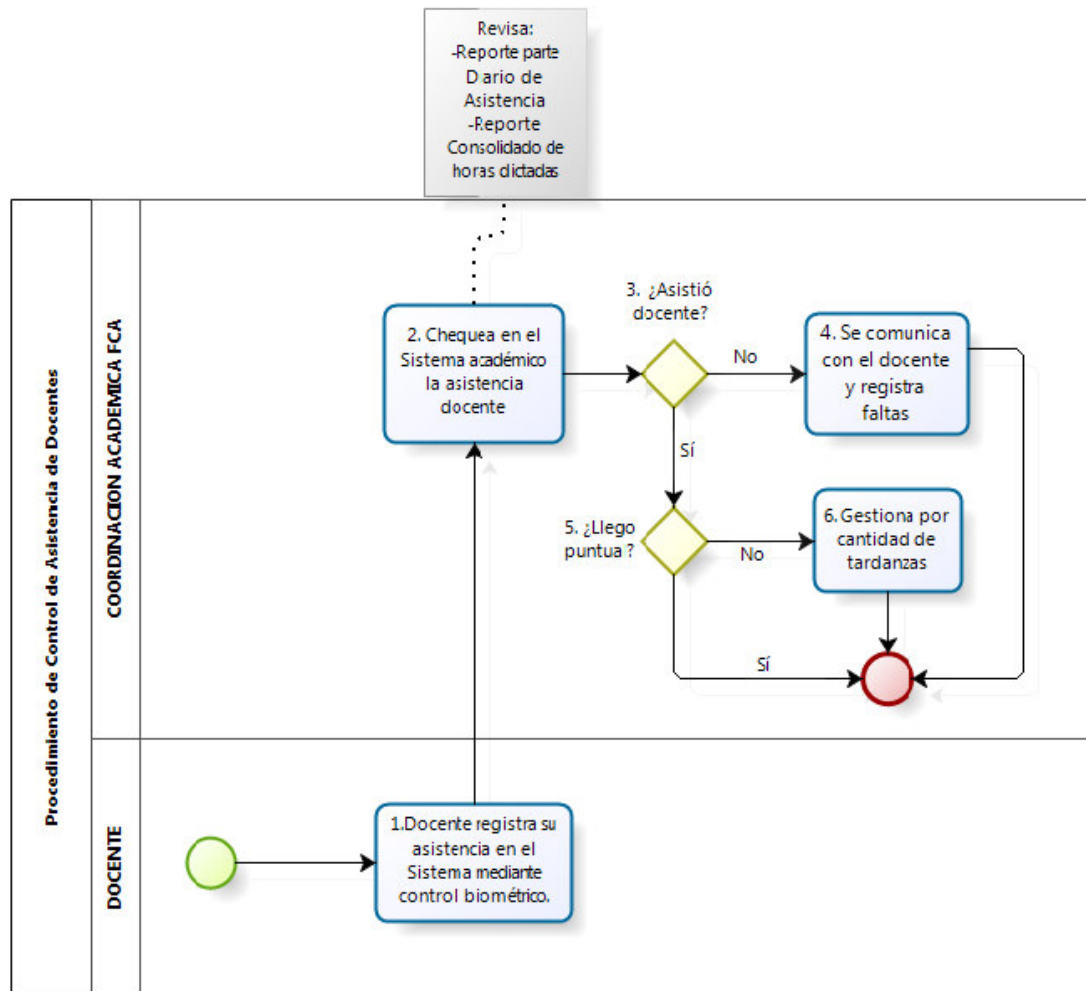 Revisa:
-Reporte parte
Diario de
Asistencia
-Reporte
Consolidado de
horas dictadas
Procedimiento de Control de Asistencia de Docentes
COORDINACION ACADEMICA FCA
2. Chequea en el
Sistema académico
la asistencia
docente
3. ¿Asistió
docente?
No
4. Se comunica
con el docente
y registra
faltas
Sí
5. ¿Llego
puntual?
No
6. Gestiona por
cantidad de
tardanzas
Sí
DOCENTE
1.Docente registra su
asistencia en el
Sistema mediante
control biométrico.